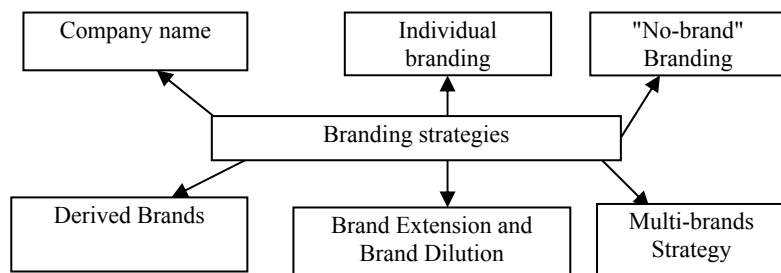 Company name
Individual
branding
"No-brand"
Branding
Branding strategies
Derived Brands
Brand Extension and
Brand Dilution
Multi-brands
Strategy